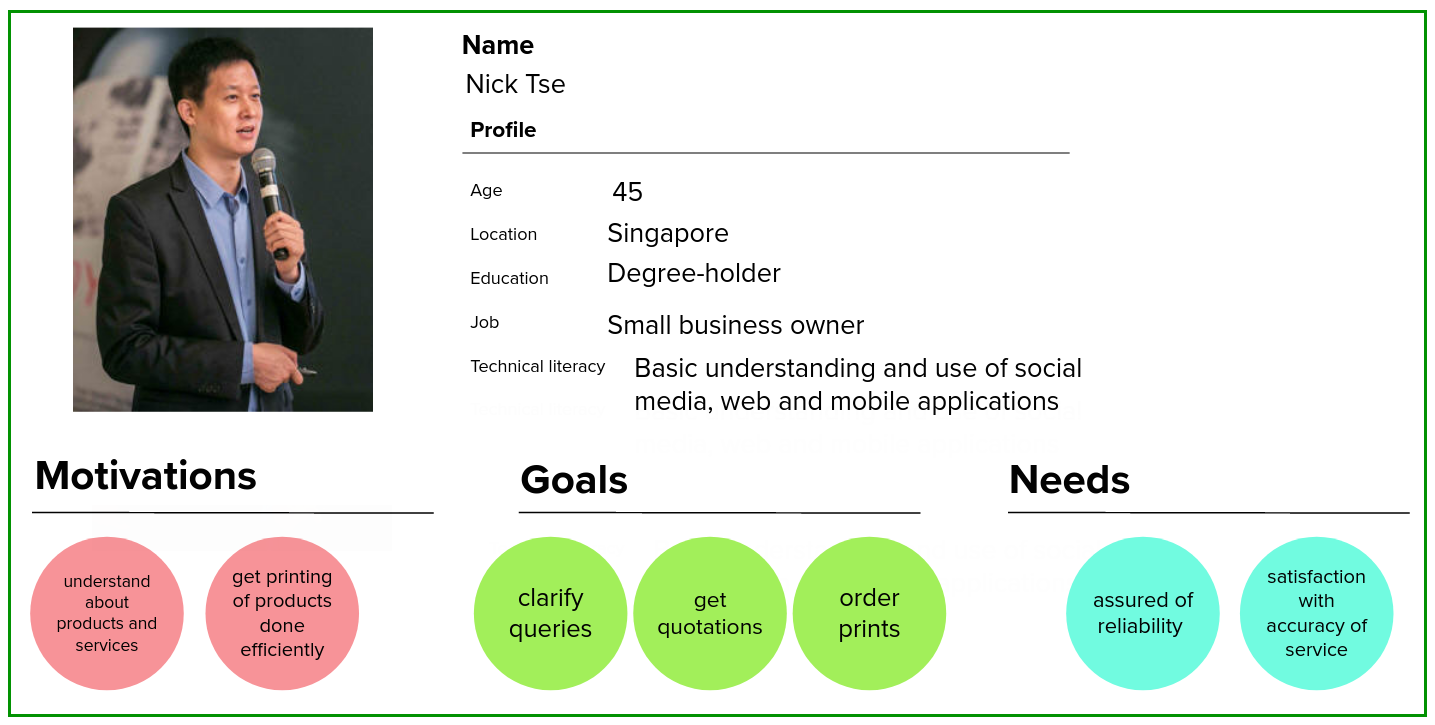 Name
Nick Tse
Profile
Age 45
Location Singapore
Education Degree-holder
Job Small business owner
Technical literacy Basic understanding and use of social
media, web and mobile applications
Motivations
understand
about
products and
services
get printing
of products
done
efficiently
Goals
clarify
queries
get
quotations
order
prints
Needs
assured of
reliability
satisfaction
with
accuracy of
service